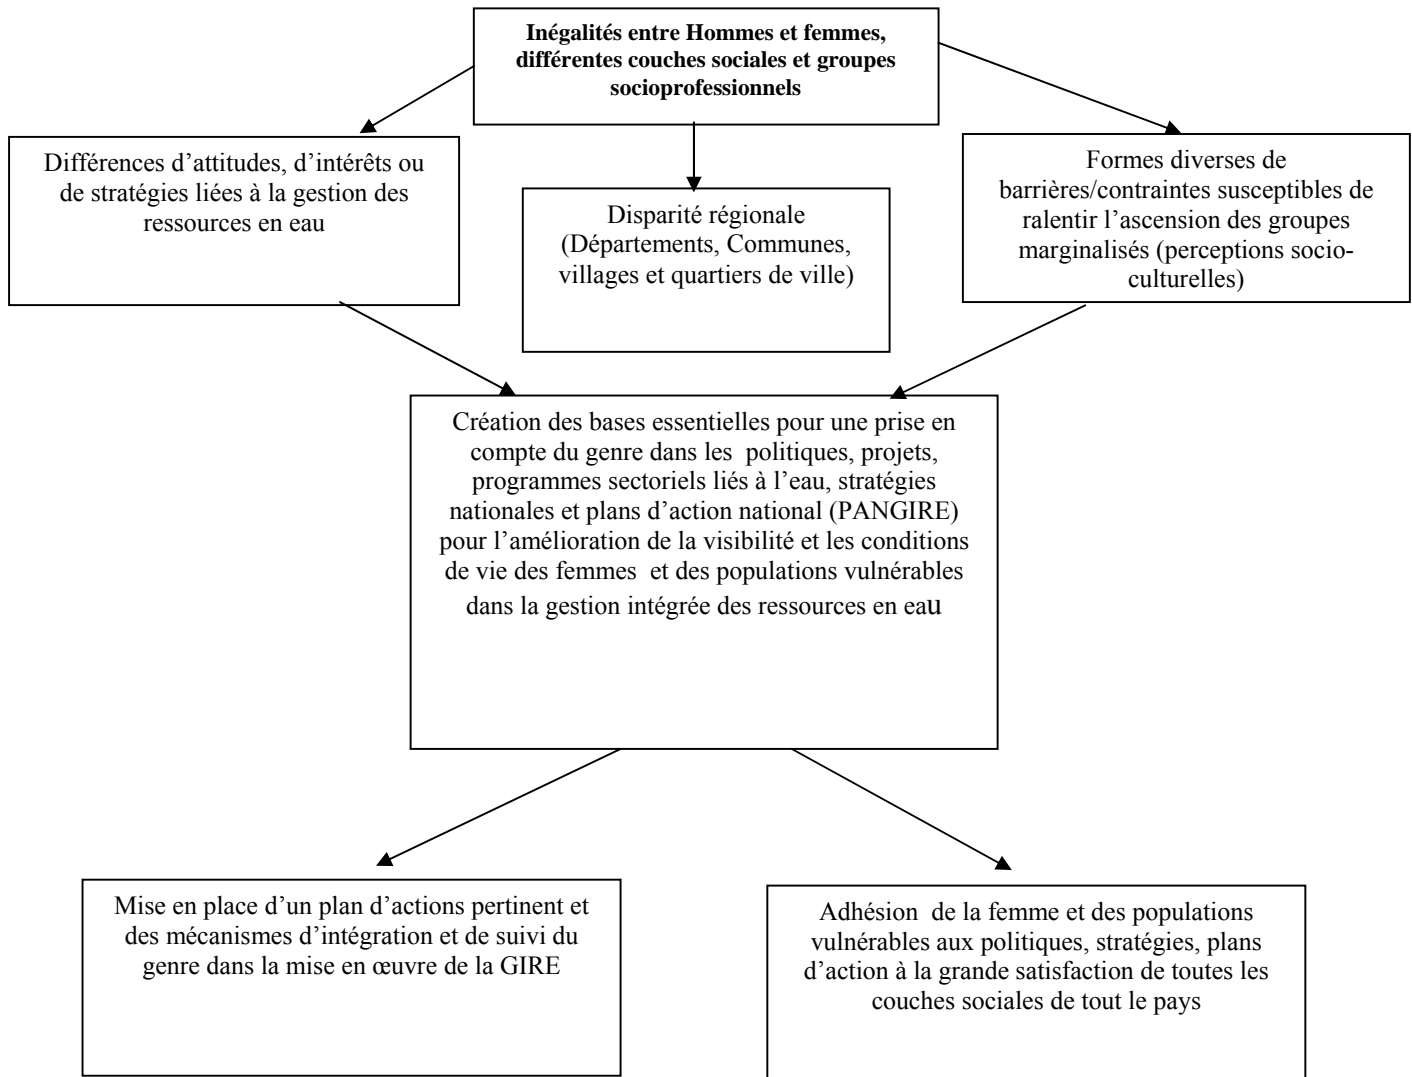 Inégalités entre Hommes et femmes,
différentes couches sociales et groupes
socioprofessionnels
Différences d’attitudes, d’intérêts ou
de stratégies liées à la gestion des
ressources en eau
Disparité régionale
(Départements, Communes,
villages et quartiers de ville)
Formes diverses de
barrières/contraintes susceptibles de
ralentir l’ascension des groupes
marginalisés (perceptions socio-
culturelles)
Création des bases essentielles pour une prise en
compte du genre dans les politiques, projets,
programmes sectoriels liés à l’eau, stratégies
nationales et plans d’action national (PANGIRE)
pour l’amélioration de la visibilité et les conditions
de vie des femmes et des populations vulnérables
dans la gestion intégrée des ressources en eau
Mise en place d’un plan d’actions pertinent et
des mécanismes d’intégration et de suivi du
genre dans la mise en œuvre de la GIRE
Adhésion de la femme et des populations
vulnérables aux politiques, stratégies, plans
d’action à la grande satisfaction de toutes les
couches sociales de tout le pays